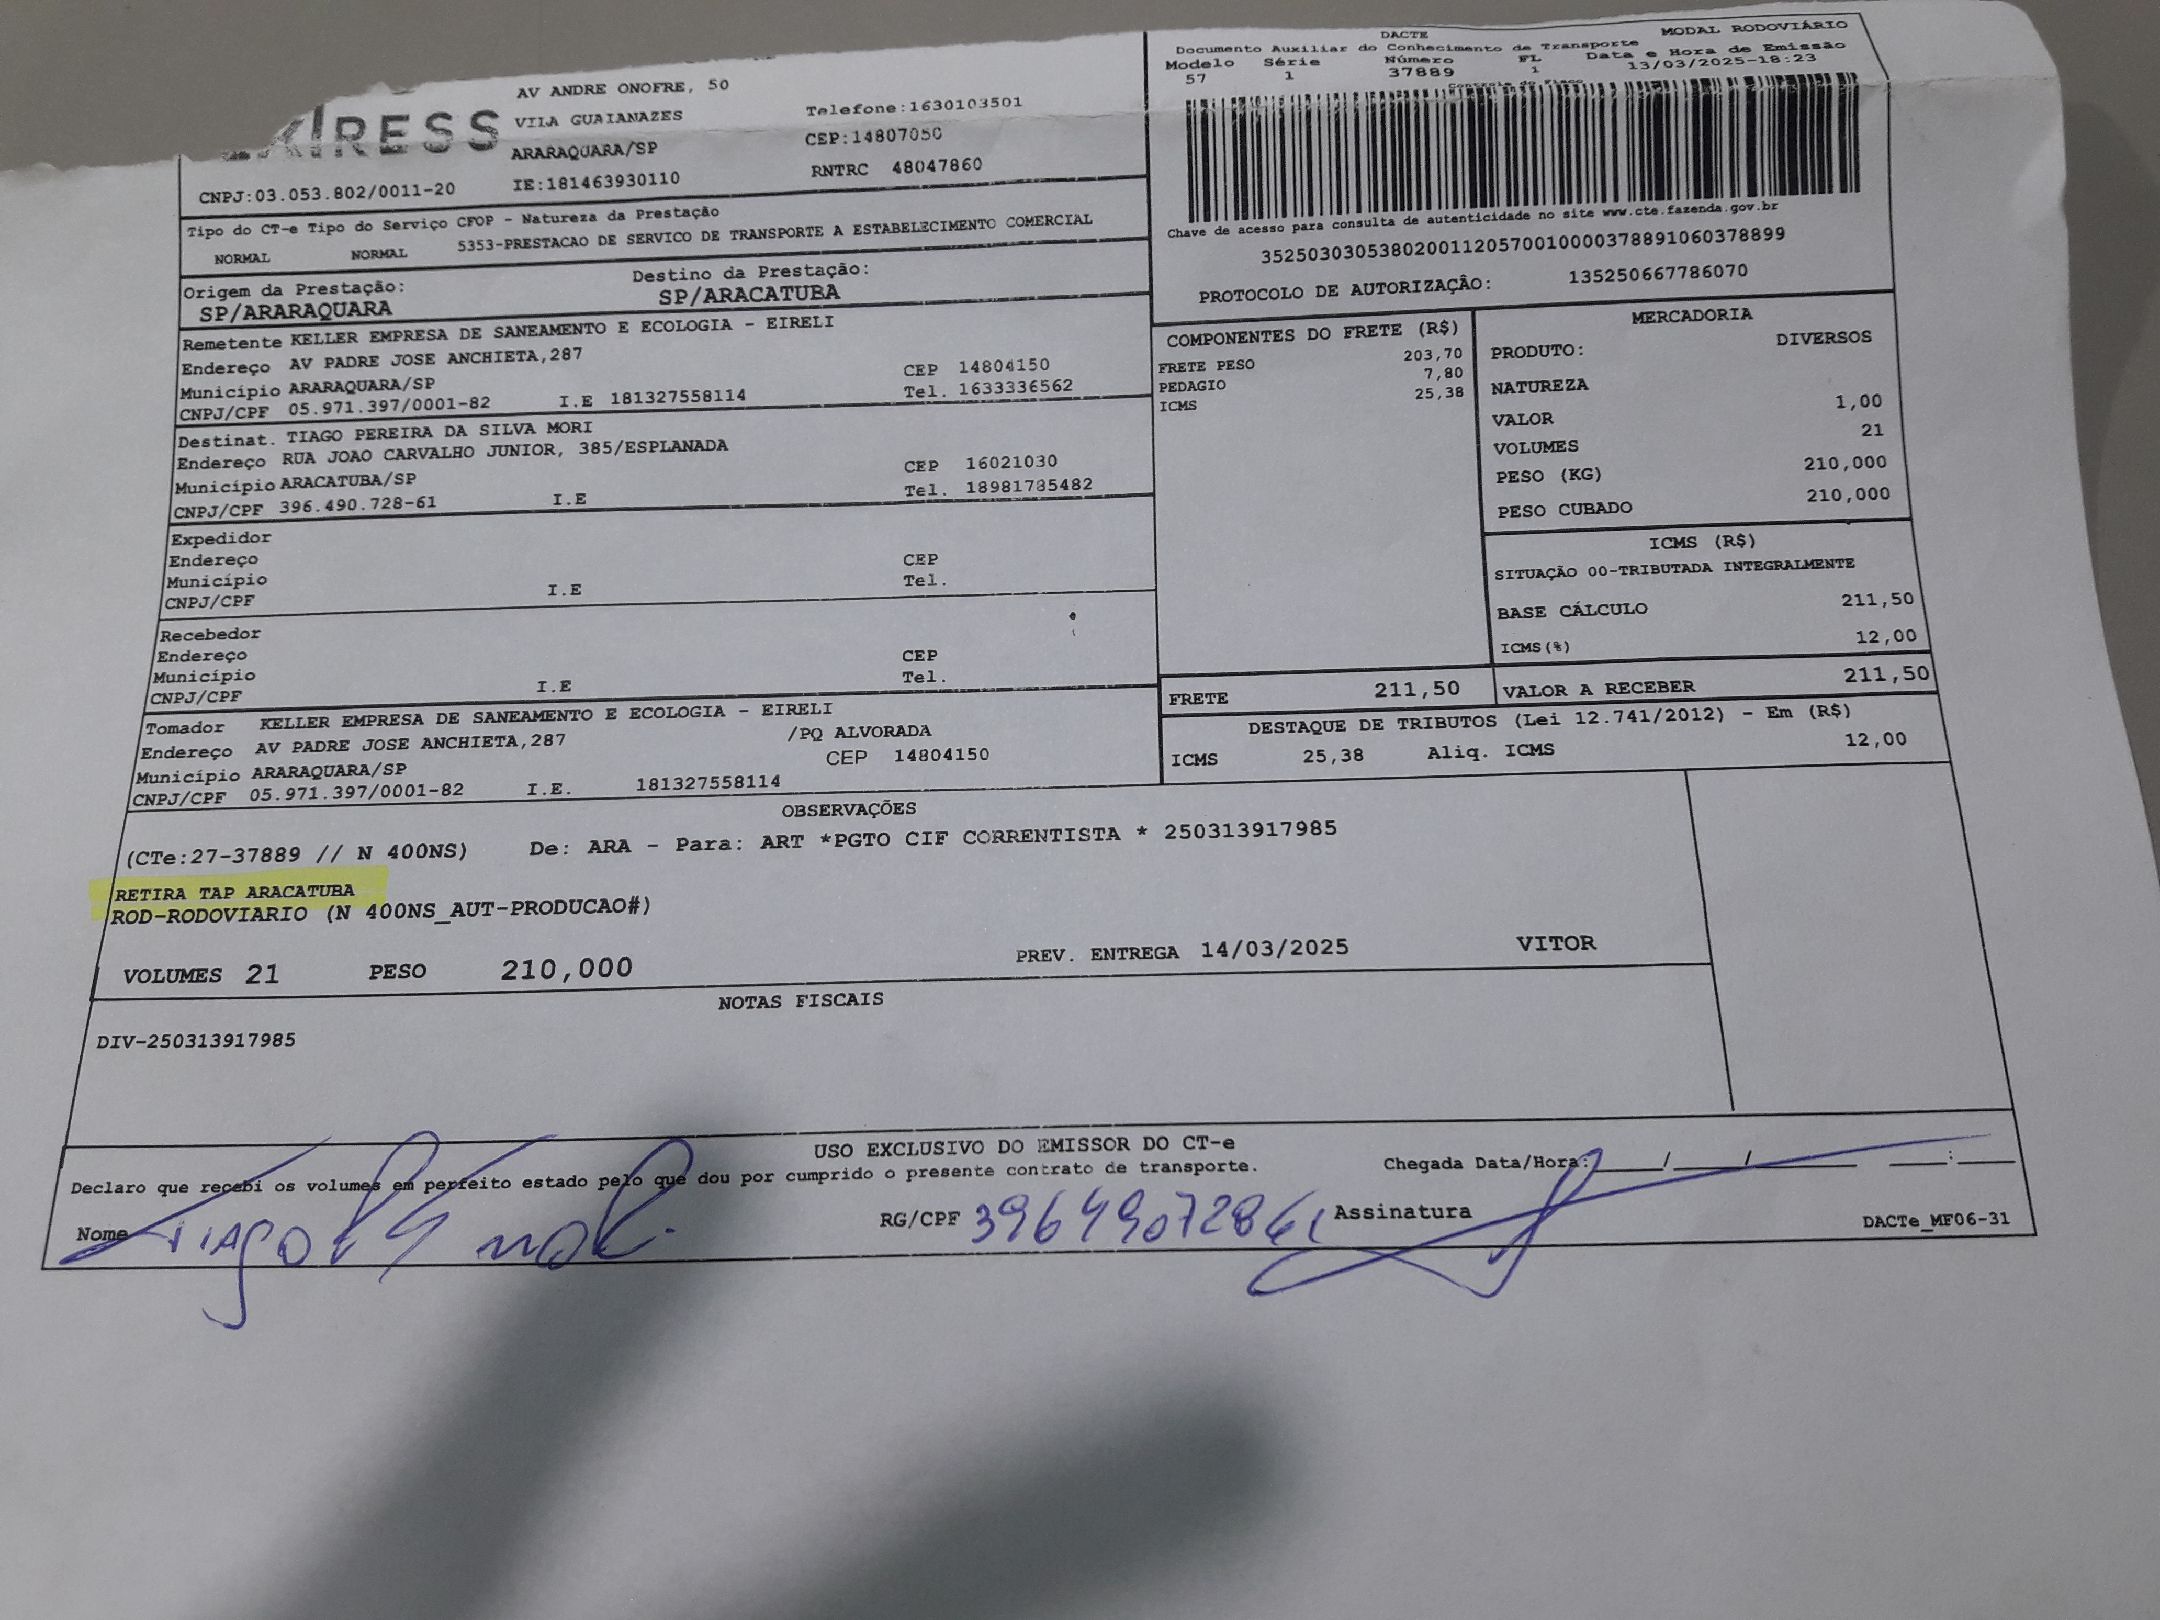 AV ANDRE ONOFRE, 50
VILA GUAIANAZES
ARARAQUARA/SP
Telefone:1630103501
CEP:14807050
RNTRC 48047860
CNPJ:03.053.802/0011-20 IE:181463930110
Tipo do CT-e Tipo do Serviço CFOP - Natureza da Prestação
NORMAL NORMAL 5353-PRESTACAO DE SERVICO DE TRANSPORTE A ESTABELECIMENTO COMERCIAL
Origem da Prestação: Destino da Prestação:
SP/ARARAQUARA SP/ARACATUBA
Remetente KELLER EMPRESA DE SANEAMENTO E ECOLOGIA - EIRELI
Endereço AV PADRE JOSE ANCHIETA,287 CEP 14804150
Município ARARAQUARA/SP Tel. 1633336562
CNPJ/CPF 05.971.397/0001-82 I.E 181327558114
Destinat. TIAGO PEREIRA DA SILVA MORI
Endereço RUA JOAO CARVALHO JUNIOR, 385/ESPLANADA CEP 16021030
Município ARACATUBA/SP Tel. 18981785482
CNPJ/CPF 396.490.728-61 I.E
Expedidor
Endereço CEP
Município Tel.
CNPJ/CPF I.E
Recebedor
Endereço CEP
Município Tel.
CNPJ/CPF I.E
Tomador KELLER EMPRESA DE SANEAMENTO E ECOLOGIA - EIRELI
Endereço AV PADRE JOSE ANCHIETA,287 /PQ ALVORADA
Município ARARAQUARA/SP CEP 14804150
CNPJ/CPF 05.971.397/0001-82 I.E. 181327558114
DACTE MODAL RODOVIÁRIO
Documento Auxiliar do Conhecimento de Transporte
Modelo Série Número FL Data e Hora de Emissão
57 1 37889 1 13/03/2025-18:23
Controle do Fisco
Chave de acesso para consulta de autenticidade no site www.cte.fazenda.gov.br
35250303053802001120570010000378891060378899
PROTOCOLO DE AUTORIZAÇÂO: 135250667786070
COMPONENTES DO FRETE (R$)
FRETE PESO 203,70
PEDAGIO 7,80
ICMS 25,38
MERCADORIA
PRODUTO: DIVERSOS
NATUREZA
VALOR 1,00
VOLUMES 21
PESO (KG) 210,000
PESO CUBADO 210,000
ICMS (R$)
SITUAÇÃO 00-TRIBUTADA INTEGRALMENTE
BASE CÁLCULO 211,50
ICMS(%) 12,00
FRETE 211,50 VALOR A RECEBER 211,50
DESTAQUE DE TRIBUTOS (Lei 12.741/2012) - Em (R$)
ICMS 25,38 Aliq. ICMS 12,00
OBSERVAÇÕES
(CTe:27-37889 // N 400NS) De: ARA - Para: ART *PGTO CIF CORRENTISTA * 250313917985
RETIRA TAP ARACATUBA
ROD-RODOVIARIO (N 400NS_AUT-PRODUCAO#)
VOLUMES 21 PESO 210,000 PREV. ENTREGA 14/03/2025 VITOR
NOTAS FISCAIS
DIV-250313917985
USO EXCLUSIVO DO EMISSOR DO CT-e
Declaro que recebi os volumes em perfeito estado pelo que dou por cumprido o presente contrato de transporte. Chegada Data/Hora:____/____/____ __:__
Nome Tiago P S Mori RG/CPF 39649072861 Assinatura
DACTe_MF06-31